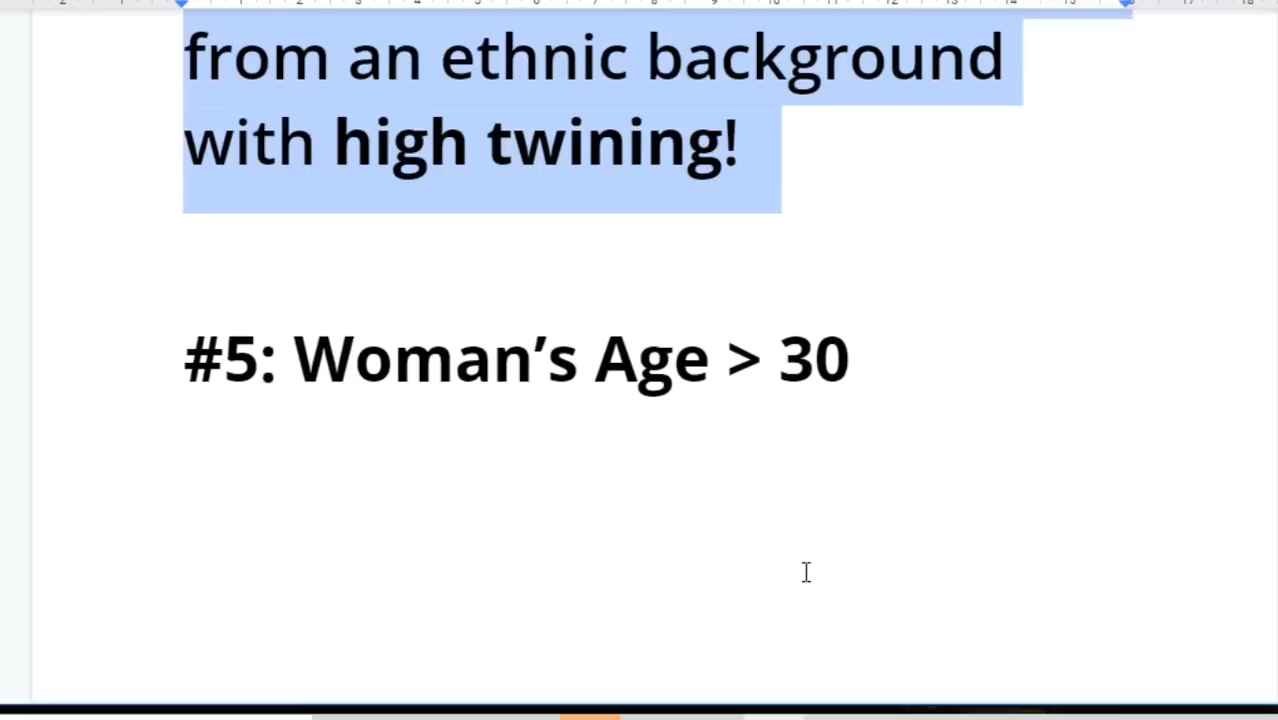 from an ethnic background
with high twining!
#5: Woman’s Age > 30